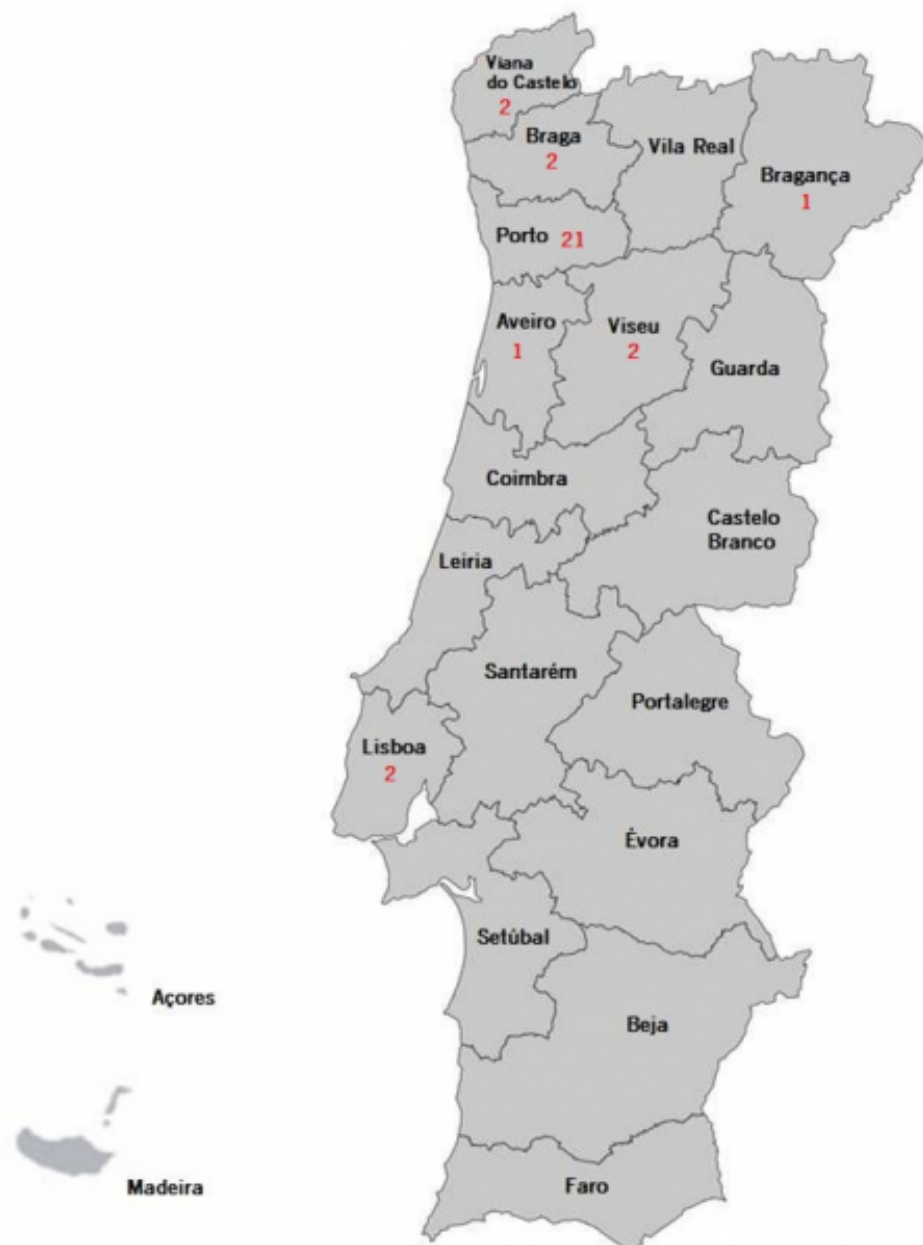 Viana
do Castelo
2
Braga
2
Vila Real
Bragança
1
Porto 21
Aveiro
1
Viseu
2
Guarda
Coimbra
Castelo
Branco
Leiria
Santarém
Portalegre
Lisboa
2
Évora
Setúbal
Açores
Beja
Madeira
Faro